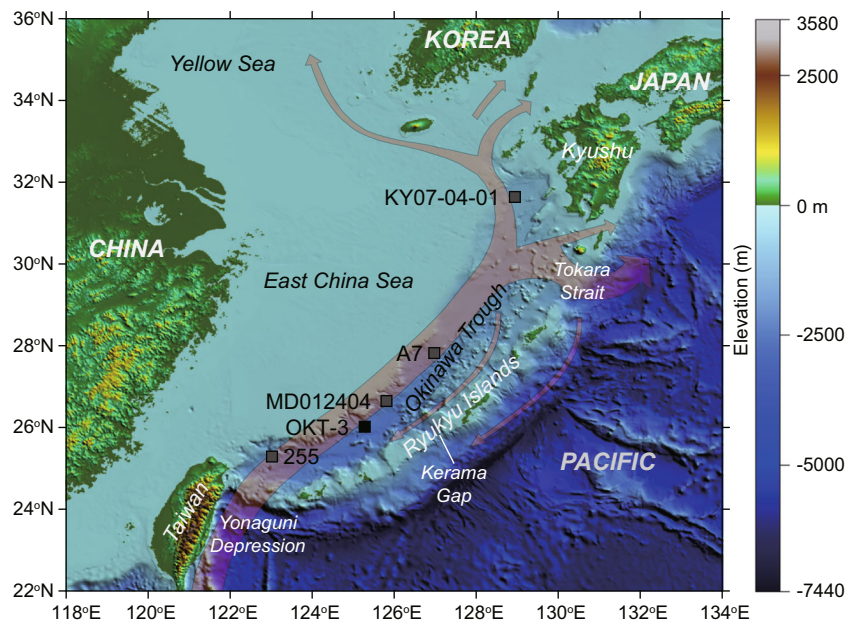 36°N
34°N
32°N
30°N
28°N
26°N
24°N
22°N
118°E
120°E
122°E
124°E
126°E
128°E
130°E
132°E
134°E
KOREA
Yellow Sea
JAPAN
Kyushu
KY07-04-01
CHINA
East China Sea
Tokara
Strait
Okinawa Trough
A7
MD012404
OKT-3
255
Ryukyu Islands
Kerama
Gap
PACIFIC
Taiwan
Yonaguni
Depression
3580
2500
0 m
-2500
-5000
-7440
Elevation (m)